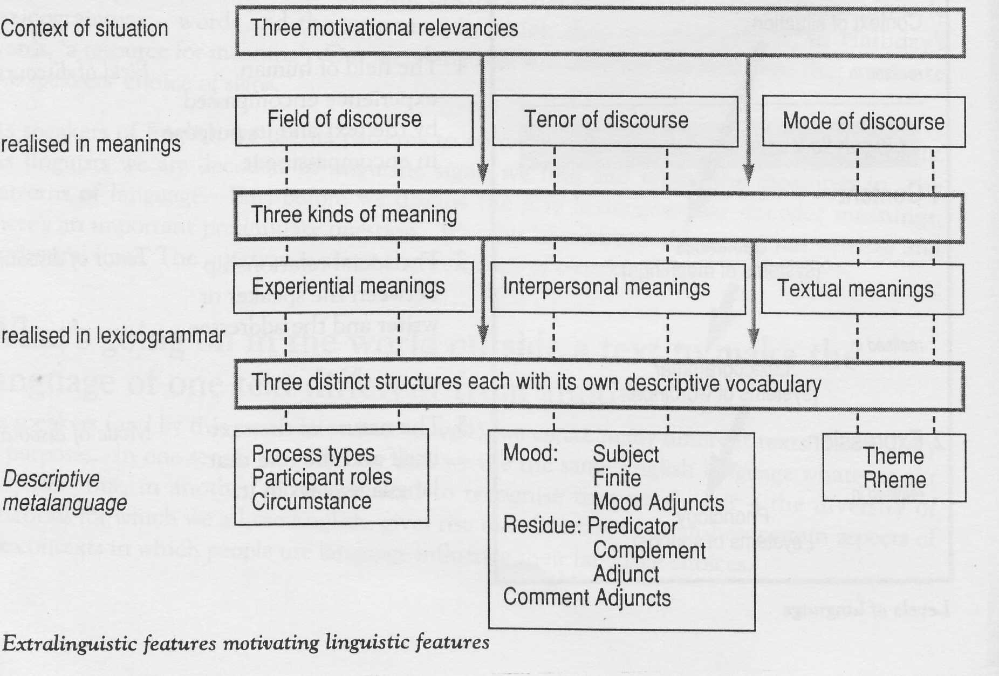 Context of situation
Three motivational relevancies
Field of discourse
Tenor of discourse
Mode of discourse
realised in meanings
Three kinds of meaning
Experiential meanings
Interpersonal meanings
Textual meanings
realised in lexicogrammar
Three distinct structures each with its own descriptive vocabulary
Descriptive
metalanguage
Process types
Participant roles
Circumstance
Mood: Subject
Finite
Mood Adjuncts
Residue: Predicator
Complement
Adjunct
Comment Adjuncts
Theme
Rheme
Extralinguistic features motivating linguistic features